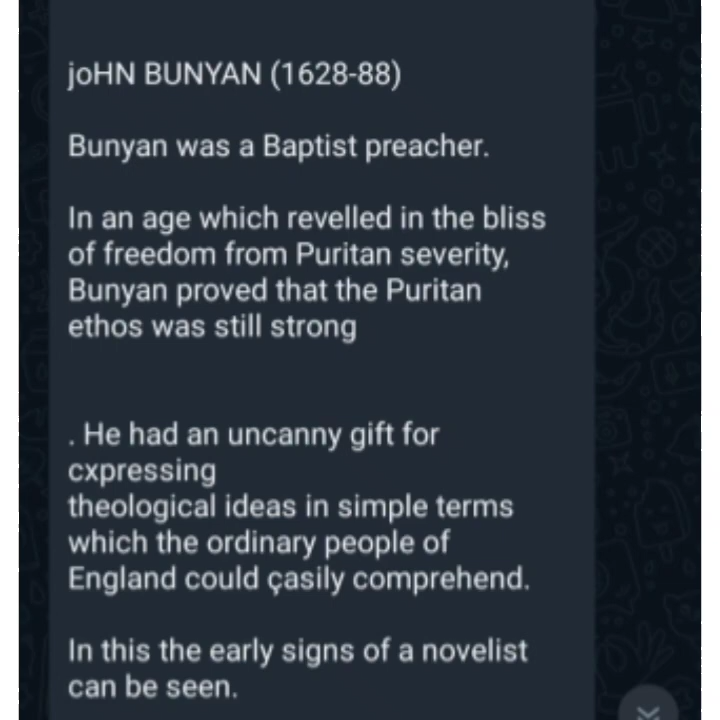 joHN BUNYAN (1628-88)
Bunyan was a Baptist preacher.
In an age which revelled in the bliss
of freedom from Puritan severity,
Bunyan proved that the Puritan
ethos was still strong
. He had an uncanny gift for
cxpressing
theological ideas in simple terms
which the ordinary people of
England could çasily comprehend.
In this the early signs of a novelist
can be seen.